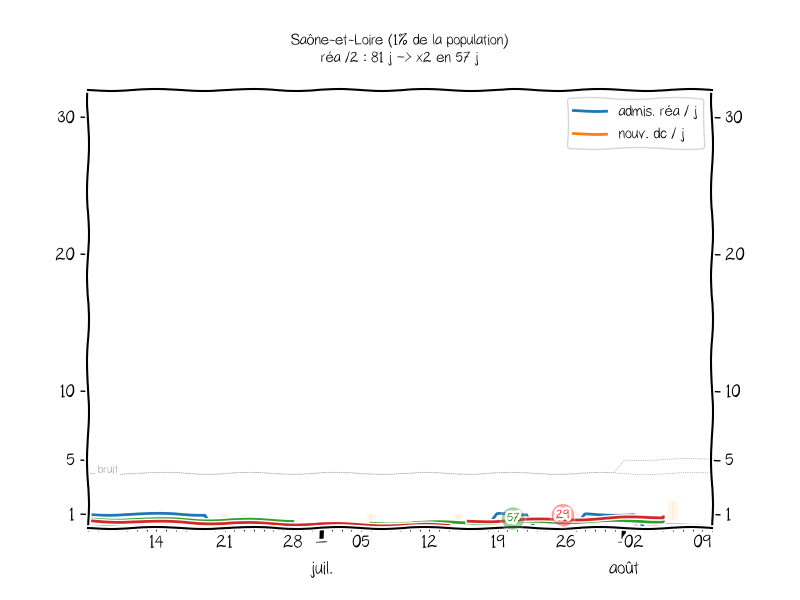 Saône-et-Loire (1% de la population)
réa /2 : 81 j -> x2 en 57 j
admis. réa / j
nouv. dc / j
30 30
20 20
10 10
5 5
bruit
1 1
57 29
14 21 28 05 12 19 26 02 09
juil. août